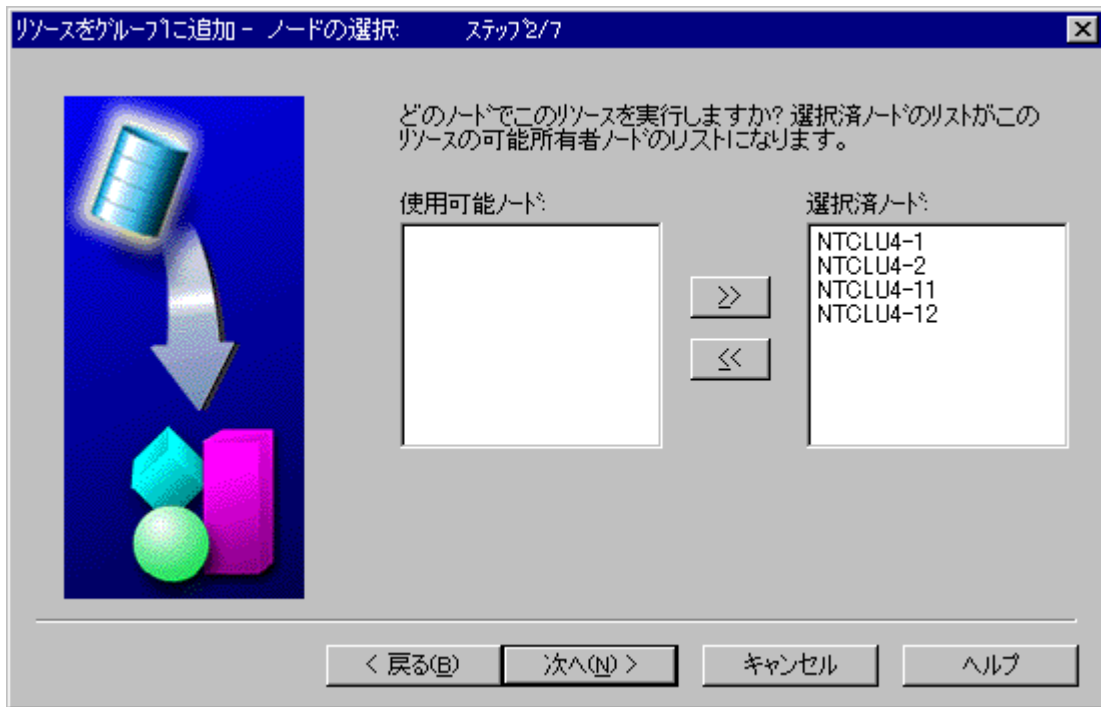 リソースをグループに追加 - ノードの選択: ステップ2/7
どのノードでこのリソースを実行しますか? 選択済ノードのリストがこの
リソースの可能所有者ノードのリストになります。
使用可能ノード:
選択済ノード:
NTCLU4-1
NTCLU4-2
NTCLU4-11
NTCLU4-12
>>
<<
< 戻る(B)
次へ(N) >
キャンセル
ヘルプ